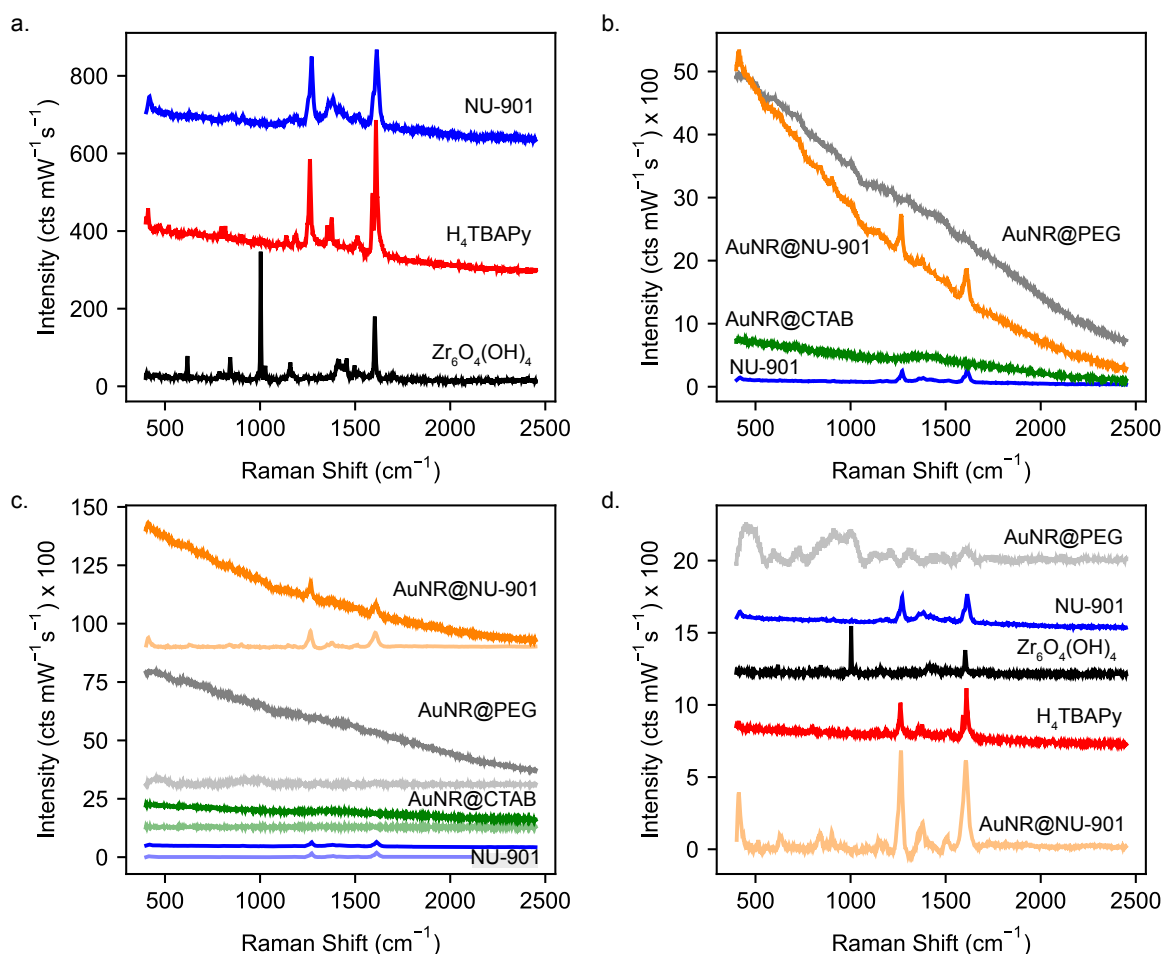 a.
800
600
400
200
0
Intensity (cts mW⁻¹ s⁻¹)
NU-901
H₄TBAPy
Zr₆O₄(OH)₄
500 1000 1500 2000 2500
Raman Shift (cm⁻¹)
b.
50
40
30
20
10
0
Intensity (cts mW⁻¹ s⁻¹) x 100
AuNR@PEG
AuNR@NU-901
AuNR@CTAB
NU-901
500 1000 1500 2000 2500
Raman Shift (cm⁻¹)
c.
150
125
100
75
50
25
0
Intensity (cts mW⁻¹ s⁻¹) x 100
AuNR@NU-901
AuNR@PEG
AuNR@CTAB
NU-901
500 1000 1500 2000 2500
Raman Shift (cm⁻¹)
d.
20
15
10
5
0
Intensity (cts mW⁻¹ s⁻¹) x 100
AuNR@PEG
NU-901
Zr₆O₄(OH)₄
H₄TBAPy
AuNR@NU-901
500 1000 1500 2000 2500
Raman Shift (cm⁻¹)